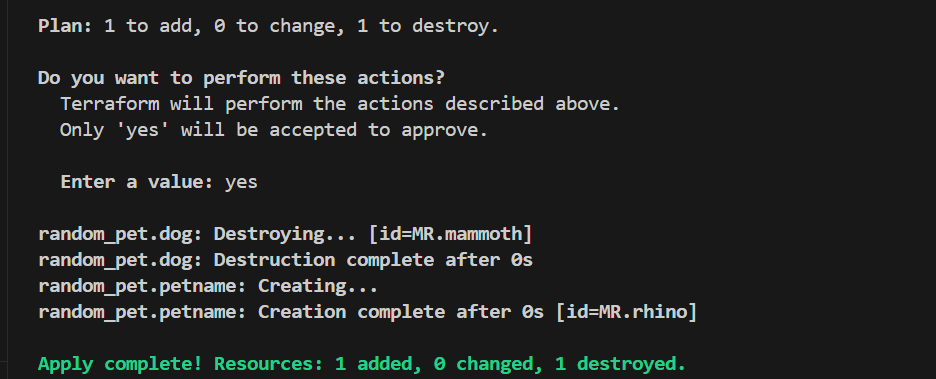 Plan: 1 to add, 0 to change, 1 to destroy.
Do you want to perform these actions?
Terraform will perform the actions described above.
Only 'yes' will be accepted to approve.
Enter a value: yes
random_pet.dog: Destroying... [id=MR.mammoth]
random_pet.dog: Destruction complete after 0s
random_pet.petname: Creating...
random_pet.petname: Creation complete after 0s [id=MR.rhino]
Apply complete! Resources: 1 added, 0 changed, 1 destroyed.